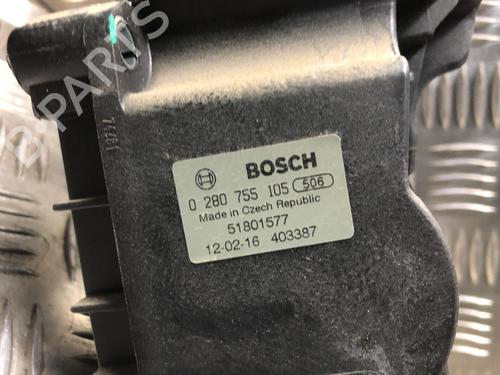 B-PARTS
BOSCH
0 280 755 105 506
Made in Czech Republic
51801577
12-02-16 403387